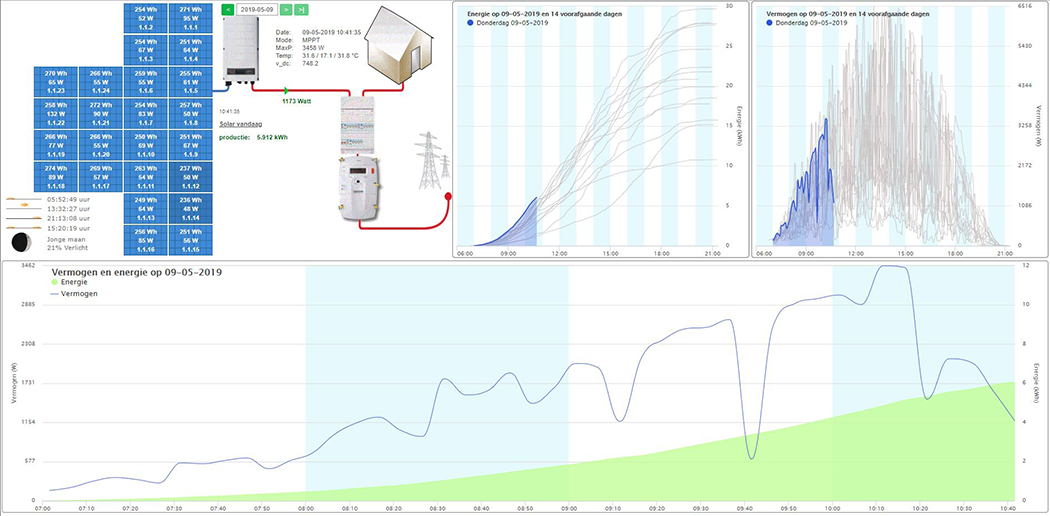 254 Wh 271 Wh
52 W 95 W
1.1.2 1.1.1
254 Wh 251 Wh
67 W 64 W
1.1.3 1.1.4
270 Wh 266 Wh 259 Wh 255 Wh
65 W 55 W 55 W 61 W
1.1.23 1.1.24 1.1.6 1.1.5
258 Wh 272 Wh 254 Wh 257 Wh
132 W 90 W 83 W 50 W
1.1.22 1.1.21 1.1.7 1.1.8
266 Wh 266 Wh 250 Wh 251 Wh
77 W 55 W 69 W 67 W
1.1.19 1.1.20 1.1.10 1.1.9
274 Wh 269 Wh 263 Wh 237 Wh
89 W 57 W 54 W 50 W
1.1.18 1.1.17 1.1.11 1.1.12
249 Wh 236 Wh
64 W 48 W
1.1.13 1.1.14
256 Wh 251 Wh
85 W 56 W
1.1.16 1.1.15
05:52:49 uur
13:32:27 uur
21:13:08 uur
15:20:19 uur
Jonge maan
21% Verlicht
< 2019-05-09 > >|
Date: 09-05-2019 10:41:35
Mode: MPPT
MaxP: 3458 W
Temp: 31.6 / 17.1 / 31.8 °C
v_dc: 748.2
1173 Watt
10:41:35
Solar vandaag
productie: 5.912 kWh
Energie op 09-05-2019 en 14 voorafgaande dagen
Donderdag 09-05-2019
30
25
20
15
10
5
0
Energie (kWh)
06:00 09:00 12:00 15:00 18:00 21:00
Vermogen op 09-05-2019 en 14 voorafgaande dagen
Donderdag 09-05-2019
6516
5430
4344
3258
2172
1086
0
Vermogen (W)
06:00 09:00 12:00 15:00 18:00 21:00
Vermogen en energie op 09-05-2019
Energie
Vermogen
3462
2885
2308
1731
1154
577
0
Vermogen (W)
12
10
8
6
4
2
0
Energie (kWh)
07:00 07:10 07:20 07:30 07:40 07:50 08:00 08:10 08:20 08:30 08:40 08:50 09:00 09:10 09:20 09:30 09:40 09:50 10:00 10:10 10:20 10:30 10:40